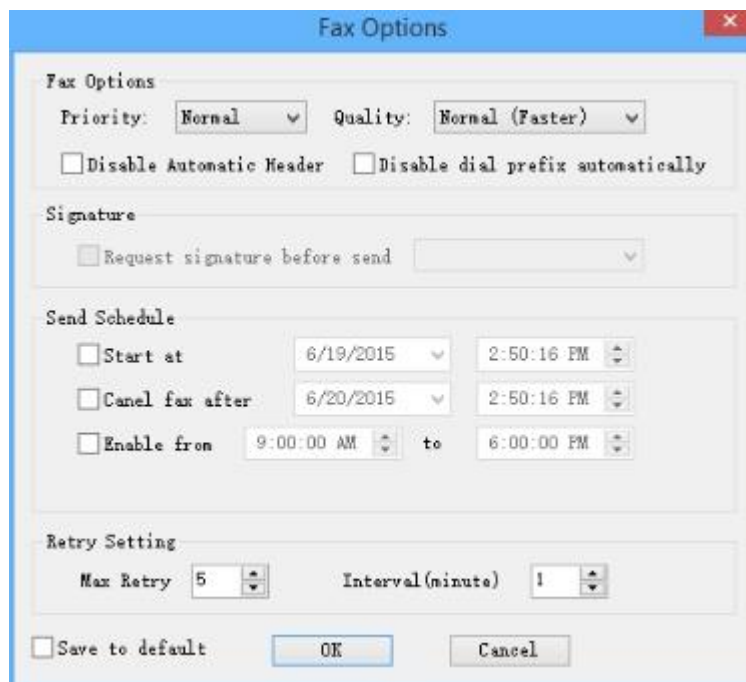 Fax Options
Fax Options
Priority: Normal Quality: Normal (Faster)
Disable Automatic Header Disable dial prefix automatically
Signature
Request signature before send
Send Schedule
Start at 6/19/2015 2:50:16 PM
Canel fax after 6/20/2015 2:50:16 PM
Enable from 9:00:00 AM to 6:00:00 PM
Retry Setting
Max Retry 5 Interval(minute) 1
Save to default OK Cancel